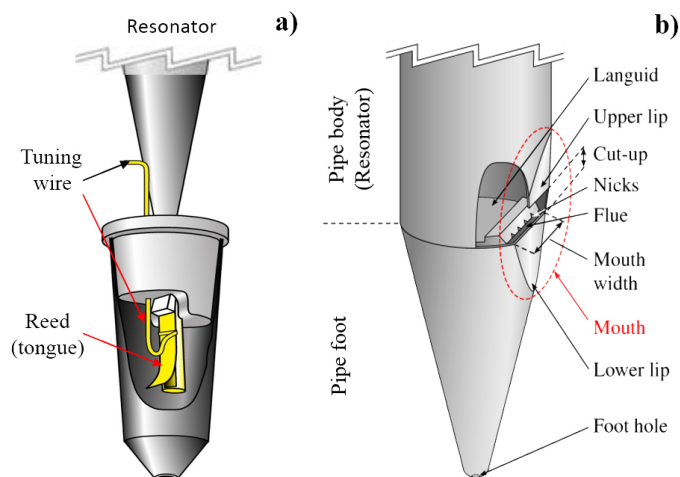 Resonator
a)
Tuning
wire
Reed
(tongue)
b)
Pipe body
(Resonator)
Pipe foot
Languid
Upper lip
Cut-up
Nicks
Flue
Mouth
width
Mouth
Lower lip
Foot hole